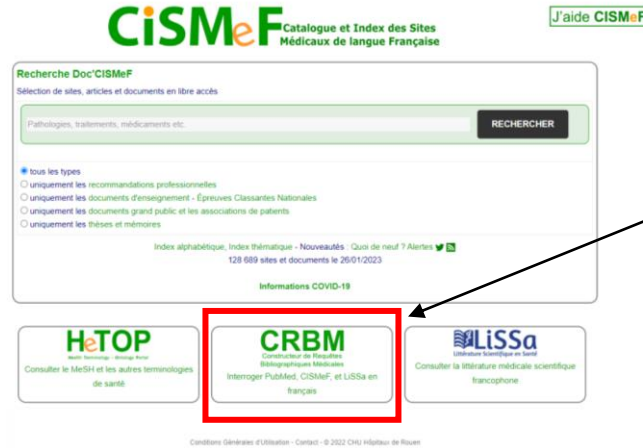 CiSMeF
Catalogue et Index des Sites
Médicaux de langue Française
J'aide CISMeF
Recherche Doc'CISMeF
Sélection de sites, articles et documents en libre accès
Pathologies, traitements, médicaments etc.
RECHERCHER
tous les types
uniquement les recommandations professionnelles
uniquement les documents d'enseignement - Épreuves Classantes Nationales
uniquement les documents grand public et les associations de patients
uniquement les thèses et mémoires
Index alphabétique, Index thématique - Nouveautés : Quoi de neuf ? Alertes
128 689 sites et documents le 26/01/2023
Informations COVID-19
HeTOP
Health Terminology - Ontology Portal
Consulter le MeSH et les autres terminologies
de santé
CRBM
Constructeur de Requêtes
Bibliographiques Médicales
Interroger PubMed, CISMeF, et LiSSa en
français
LiSSa
Littérature Scientifique en Santé
Consulter la littérature médicale scientifique
francophone
Conditions Générales d'Utilisation - Contact - © 2022 CHU Hôpitaux de Rouen